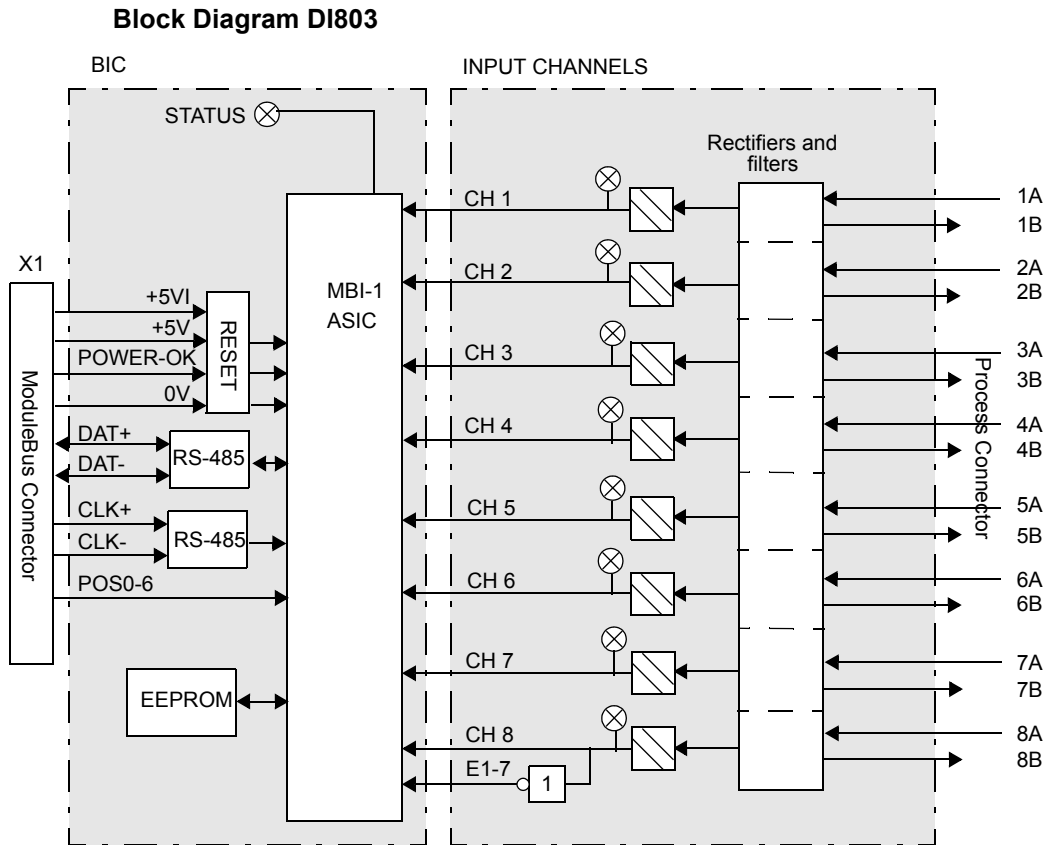 Block Diagram DI803
BIC
INPUT CHANNELS
STATUS
Rectifiers and
filters
X1
ModuleBus Connector
+5VI
+5V
POWER-OK
0V
RESET
DAT+
DAT-
RS-485
CLK+
CLK-
RS-485
POS0-6
EEPROM
MBI-1
ASIC
CH 1
CH 2
CH 3
CH 4
CH 5
CH 6
CH 7
CH 8
E1-7
1
1A
1B
2A
2B
3A
3B
4A
4B
5A
5B
6A
6B
7A
7B
8A
8B
Process Connector